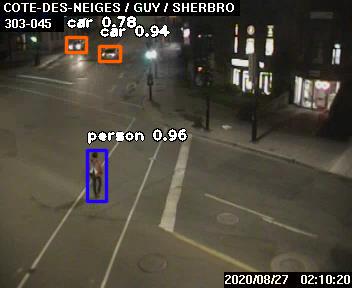 COTE-DES-NEIGES / GUY / SHERBRO
303-045
car 0.78
car 0.94
person 0.96
2020/08/27 02:10:20